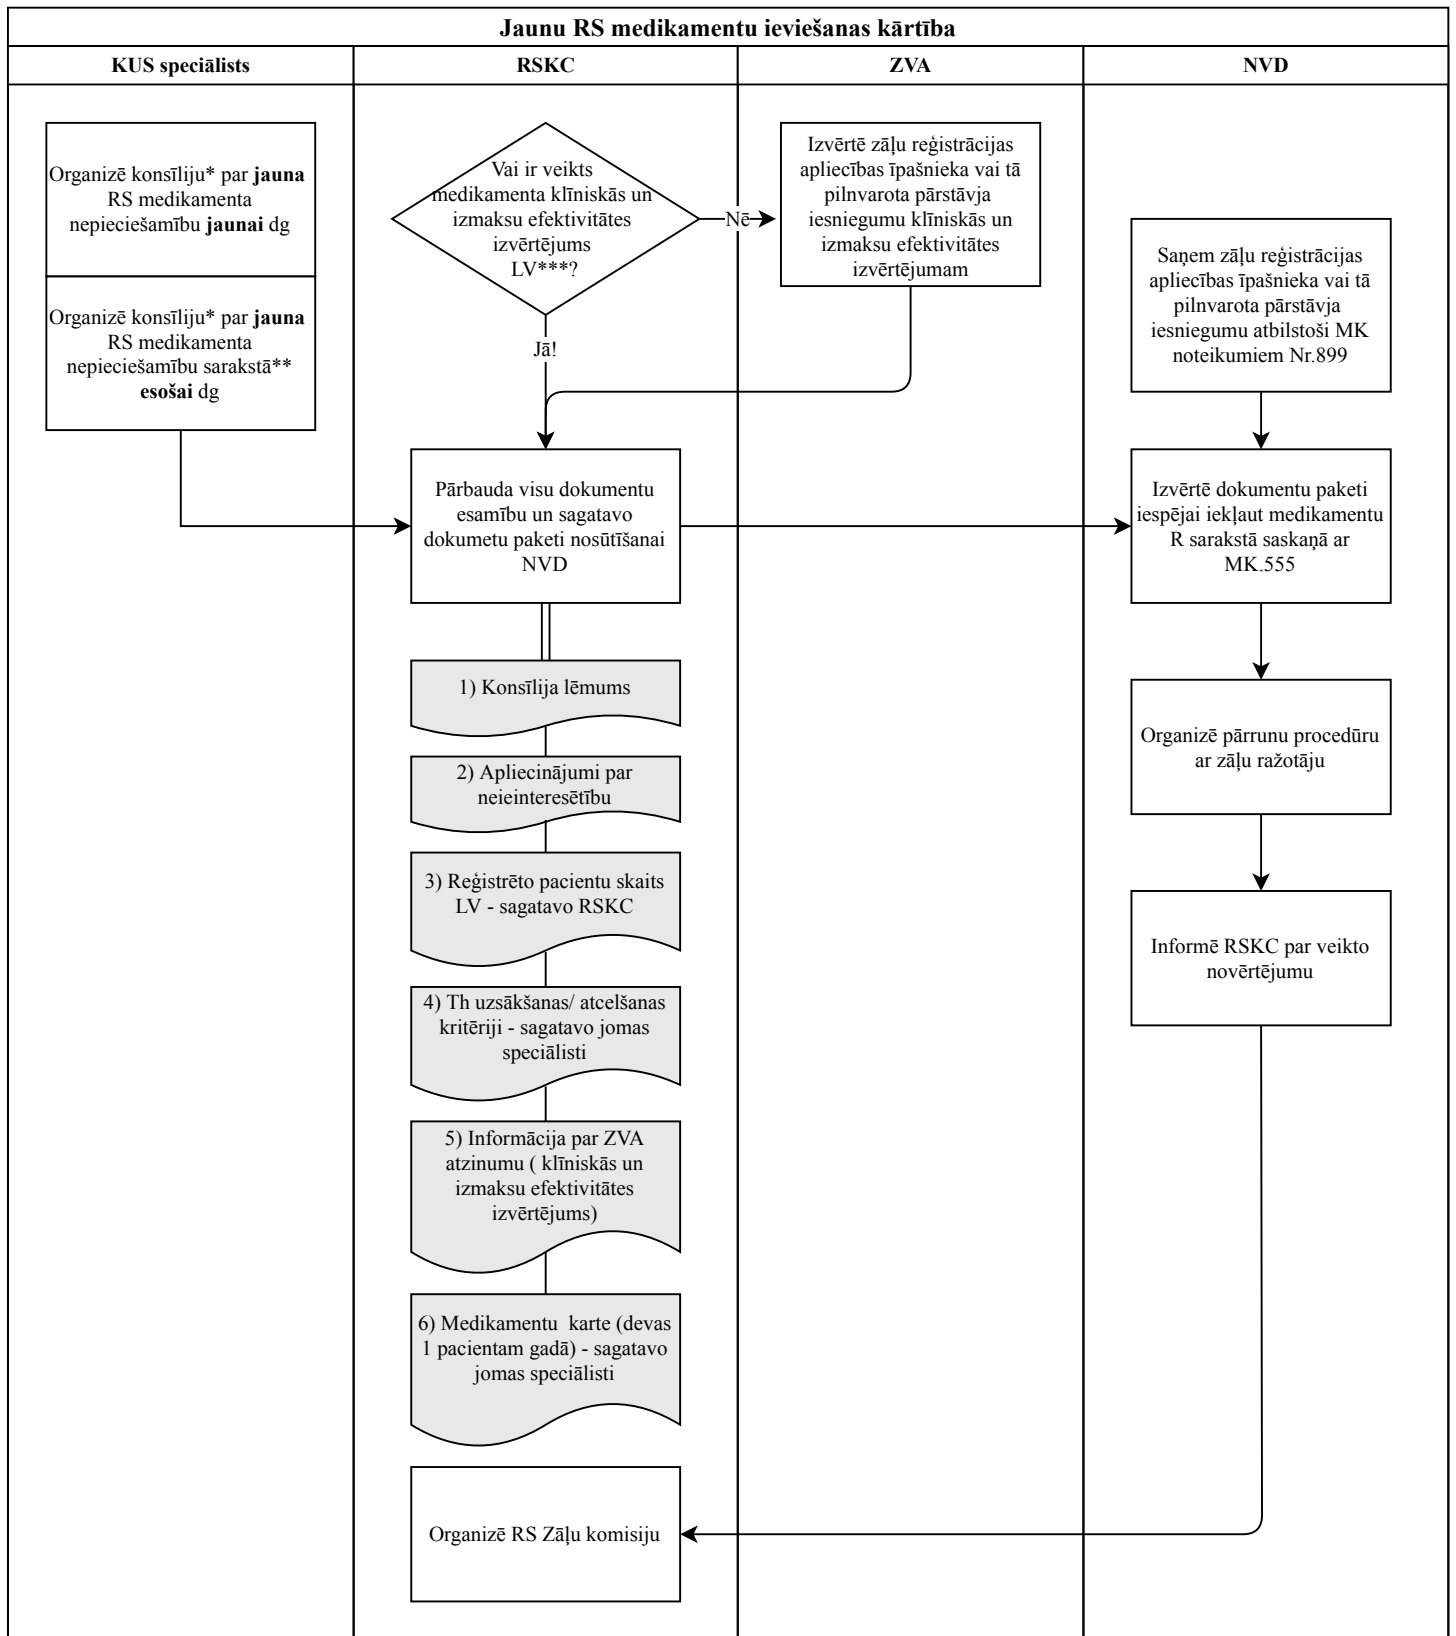 Jaunu RS medikamentu ieviešanas kārtība
KUS speciālists
RSKC
ZVA
NVD
Organizē konsīliju* par jauna
RS medikamenta
nepieciešamību jaunai dg
Organizē konsīliju* par jauna
RS medikamenta
nepieciešamību sarakstā**
esošai dg
Vai ir veikts
medikamenta klīniskās un
izmaksu efektivitātes
izvērtējums
LV***?
Nē
Jā!
Izvērtē zāļu reģistrācijas
apliecības īpašnieka vai tā
pilnvarota pārstāvja
iesniegumu klīniskās un
izmaksu efektivitātes
izvērtējumam
Saņem zāļu reģistrācijas
apliecības īpašnieka vai tā
pilnvarota pārstāvja
iesniegumu atbilstoši MK
noteikumiem Nr.899
Pārbauda visu dokumentu
esamību un sagatavo
dokumetu paketi nosūtīšanai
NVD
Izvērtē dokumentu paketi
iespējai iekļaut medikamentu
R sarakstā saskaņā ar
MK.555
1) Konsīlija lēmums
2) Apliecinājumi par
neieinteresētību
3) Reģistrēto pacientu skaits
LV - sagatavo RSKC
4) Th uzsākšanas/ atcelšanas
kritēriji - sagatavo jomas
speciālisti
5) Informācija par ZVA
atzinumu ( klīniskās un
izmaksu efektivitātes
izvērtējums)
6) Medikamentu  karte (devas
1 pacientam gadā) - sagatavo
jomas speciālisti
Organizē pārrunu procedūru
ar zāļu ražotāju
Informē RSKC par veikto
novērtējumu
Organizē RS Zāļu komisiju